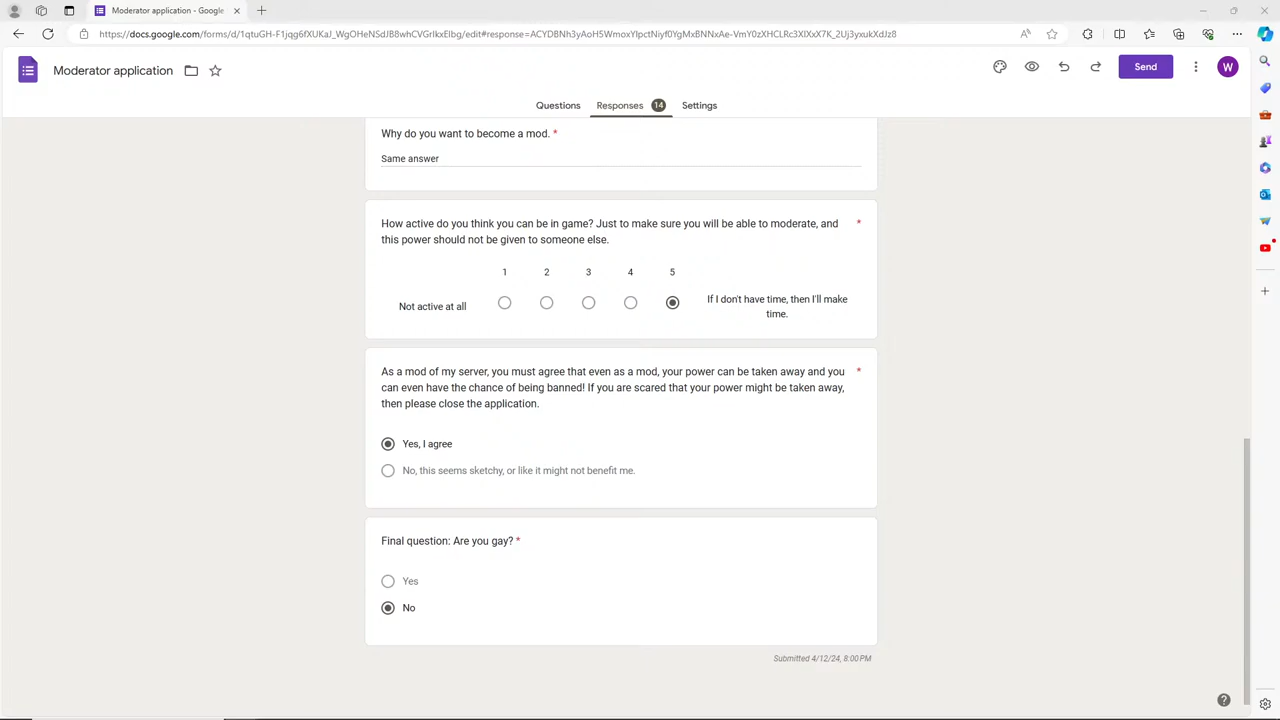 Moderator application - Google
https://docs.google.com/forms/d/1qtuGH-F1jqg6fXUKaJ_WgOHeNSdJB8whCVGrlkxElbg/edit#response=ACYDBNh3yAoH5WmoxYIpctNiyf0YgMxBNNxAe-VmY0zXHCLRc3XIXxX7K_2Uj3yxukXdJz8
Moderator application
Send
W
Questions
Responses 14
Settings
Why do you want to become a mod. *
Same answer
How active do you think you can be in game? Just to make sure you will be able to moderate, and *
this power should not be given to someone else.
1 2 3 4 5
Not active at all
If I don't have time, then I'll make
time.
As a mod of my server, you must agree that even as a mod, your power can be taken away and you *
can even have the chance of being banned! If you are scared that your power might be taken away,
then please close the application.
Yes, I agree
No, this seems sketchy, or like it might not benefit me.
Final question: Are you gay? *
Yes
No
Submitted 4/12/24, 8:00 PM